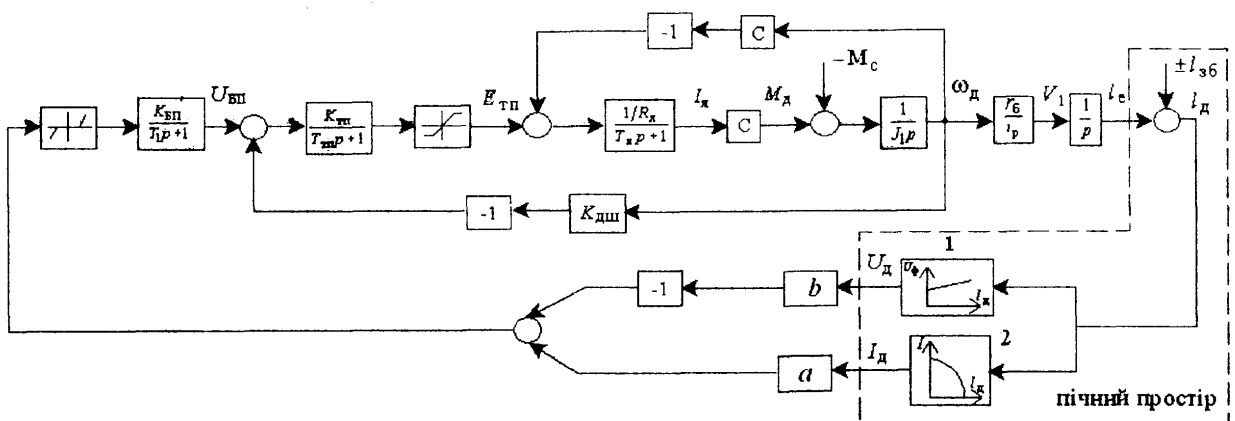 -1
C
-M_c
±l_зб
K_БП
T_1p+1
U_БП
K_тп
T_тп p+1
E_ТП
1/R_я
T_я p+1
I_я
C
M_д
1
J_1p
ω_д
r_б
i_р
V_1
1
p
l_е
l_д
-1
K_ДШ
U_д
1
U_ф
l_д
-1
b
2
I_д
I
l_д
a
пічний простір